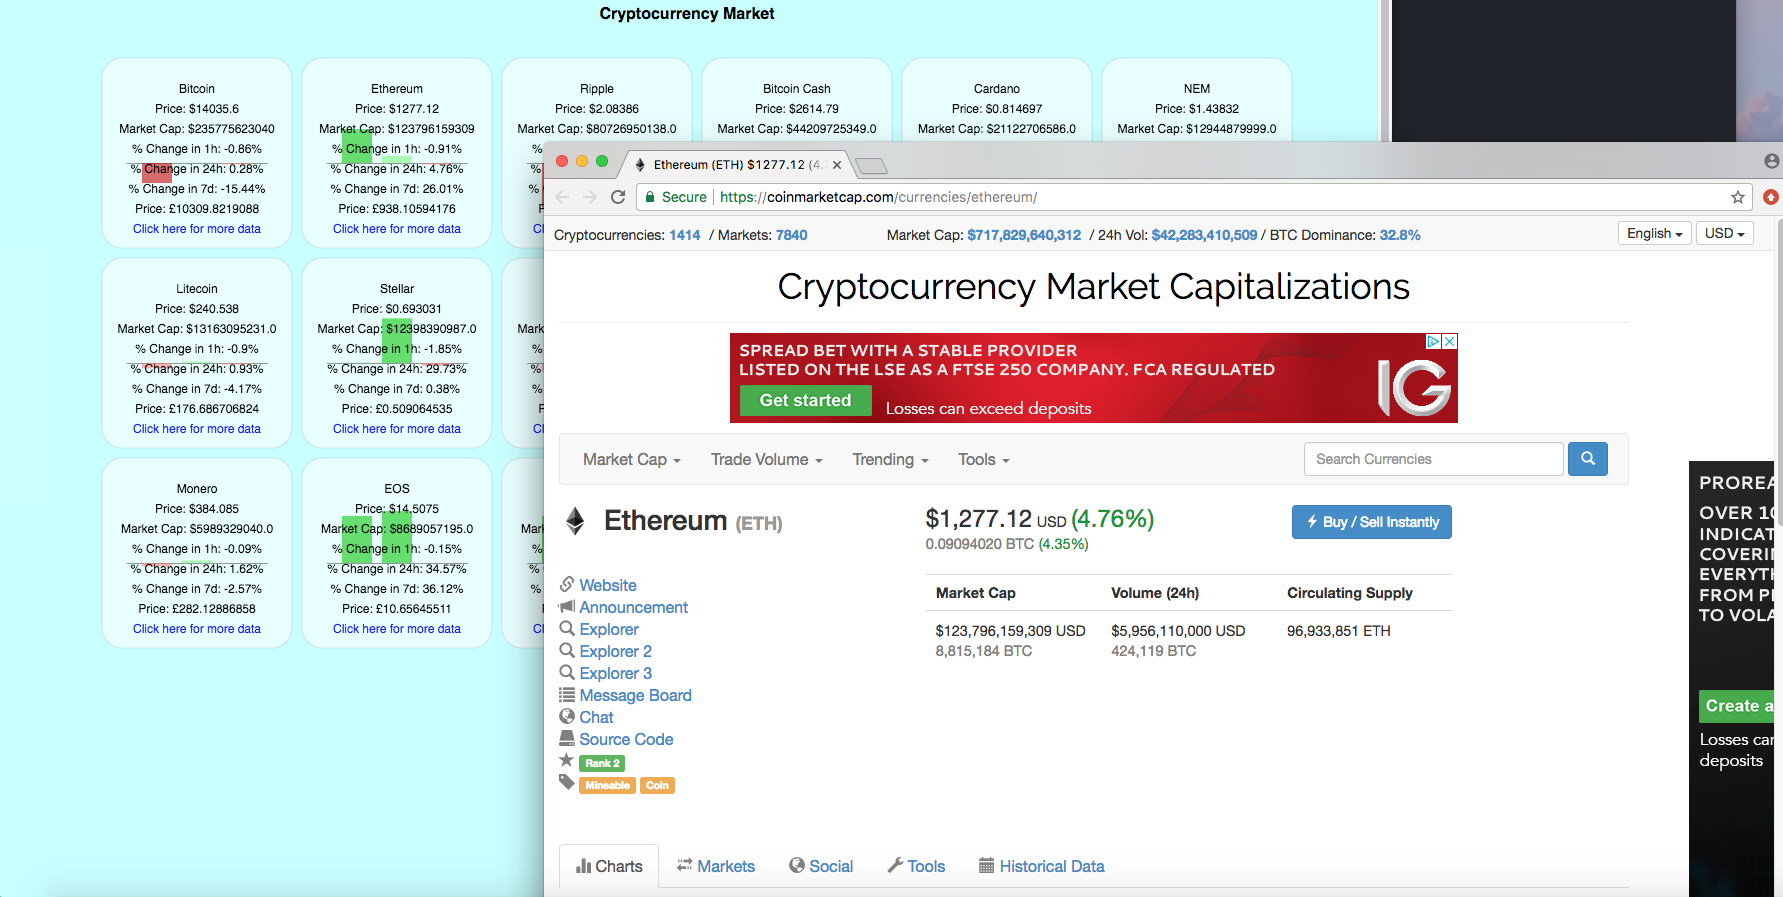 Cryptocurrency Market
Bitcoin
Price: $14035.6
Market Cap: $235775623040
% Change in 1h: -0.86%
% Change in 24h: 0.28%
% Change in 7d: -15.44%
Price: £10309.8219088
Click here for more data
Ethereum
Price: $1277.12
Market Cap: $123796159309
% Change in 1h: -0.91%
% Change in 24h: 4.76%
% Change in 7d: 26.01%
Price: £938.10594176
Click here for more data
Ripple
Price: $2.08386
Market Cap: $80726950138.0
Bitcoin Cash
Price: $2614.79
Market Cap: $44209725349.0
Cardano
Price: $0.814697
Market Cap: $21122706586.0
NEM
Price: $1.43832
Market Cap: $12944879999.0
Litecoin
Price: $240.538
Market Cap: $13163095231.0
% Change in 1h: -0.9%
% Change in 24h: 0.93%
% Change in 7d: -4.17%
Price: £176.686706824
Click here for more data
Stellar
Price: $0.693031
Market Cap: $12398390987.0
% Change in 1h: -1.85%
% Change in 24h: 29.73%
% Change in 7d: 0.38%
Price: £0.509064535
Click here for more data
Monero
Price: $384.085
Market Cap: $5989329040.0
% Change in 1h: -0.09%
% Change in 24h: 1.62%
% Change in 7d: -2.57%
Price: £282.12886858
Click here for more data
EOS
Price: $14.5075
Market Cap: $8689057195.0
% Change in 1h: -0.15%
% Change in 24h: 34.57%
% Change in 7d: 36.12%
Price: £10.65645511
Click here for more data
Ethereum (ETH) $1277.12 (4.
Secure https://coinmarketcap.com/currencies/ethereum/
Cryptocurrencies: 1414 / Markets: 7840
Market Cap: $717,829,640,312 / 24h Vol: $42,283,410,509 / BTC Dominance: 32.8%
English
USD
Cryptocurrency Market Capitalizations
SPREAD BET WITH A STABLE PROVIDER
LISTED ON THE LSE AS A FTSE 250 COMPANY. FCA REGULATED
Get started
Losses can exceed deposits
IG
Market Cap
Trade Volume
Trending
Tools
Search Currencies
Ethereum (ETH)
$1,277.12 USD (4.76%)
0.09094020 BTC (4.35%)
Buy / Sell Instantly
Website
Announcement
Explorer
Explorer 2
Explorer 3
Message Board
Chat
Source Code
Rank 2
Mineable Coin
Market Cap
$123,796,159,309 USD
8,815,184 BTC
Volume (24h)
$5,956,110,000 USD
424,119 BTC
Circulating Supply
96,933,851 ETH
Charts
Markets
Social
Tools
Historical Data
PROREA
OVER 10
INDICAT
COVERI
EVERYT
FROM
TO VOLA
Create a
Losses car
deposits